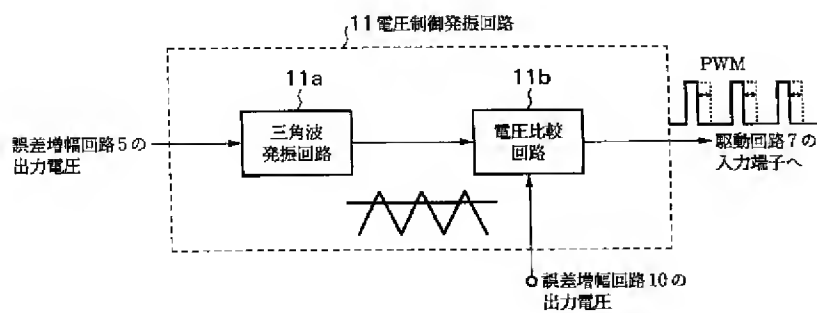 11電圧制御発振回路
11a
11b
PWM
三角波
発振回路
電圧比較
回路
誤差増幅回路5の
出力電圧
駆動回路7の
入力端子へ
誤差増幅回路10の
出力電圧